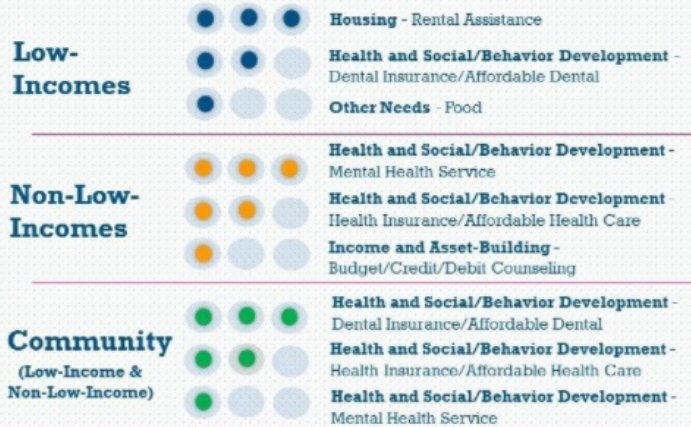 Low-
Incomes
Housing - Rental Assistance
Health and Social/Behavior Development -
Dental Insurance/Affordable Dental
Other Needs - Food
Non-Low-
Incomes
Health and Social/Behavior Development -
Mental Health Service
Health and Social/Behavior Development -
Health Insurance/Affordable Health Care
Income and Asset-Building -
Budget/Credit/Debit Counseling
Community
(Low-Income &
Non-Low-Income)
Health and Social/Behavior Development -
Dental Insurance/Affordable Dental
Health and Social/Behavior Development -
Health Insurance/Affordable Health Care
Health and Social/Behavior Development -
Mental Health Service